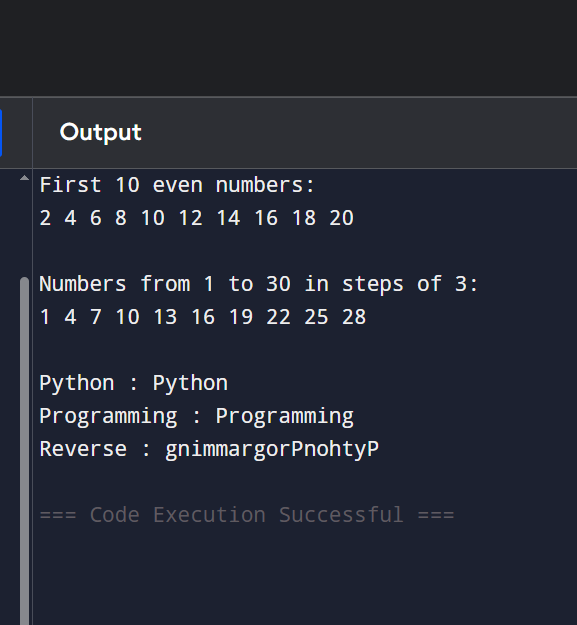 Output
First 10 even numbers:
2 4 6 8 10 12 14 16 18 20
Numbers from 1 to 30 in steps of 3:
1 4 7 10 13 16 19 22 25 28
Python : Python
Programming : Programming
Reverse : gnimmargorPnohtyP
=== Code Execution Successful ===